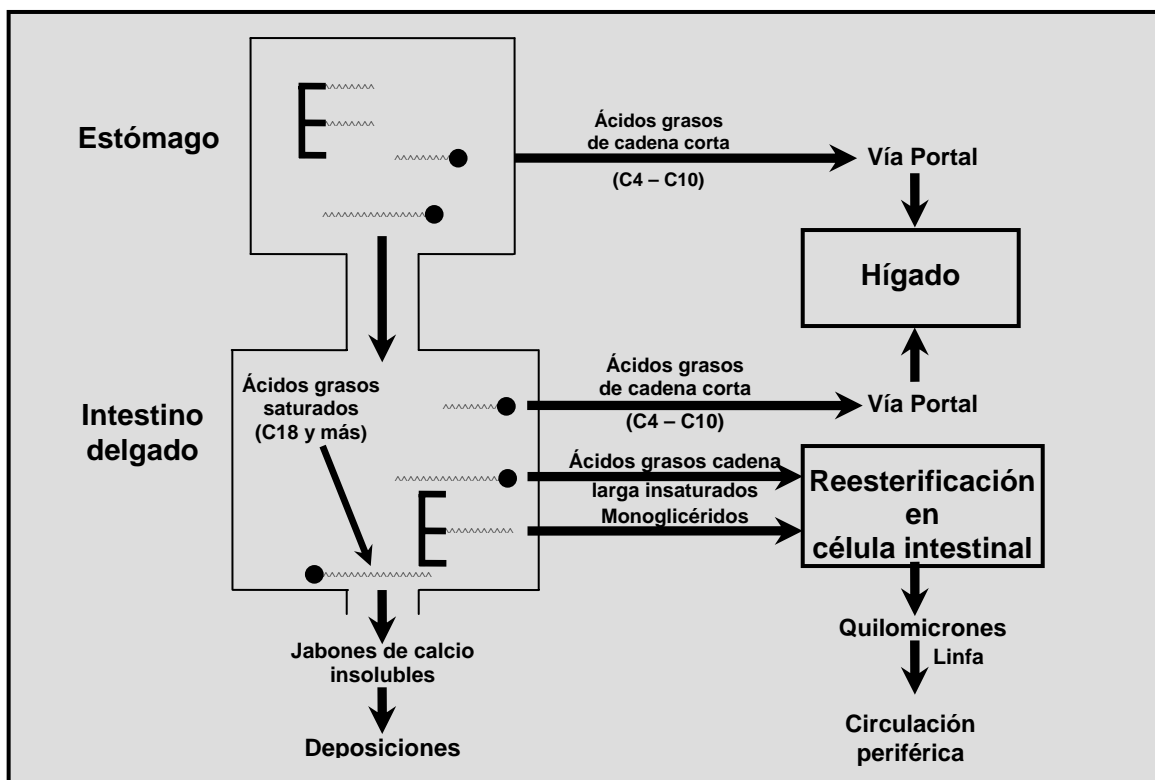 Estómago
Ácidos grasos
de cadena corta
(C4 – C10)
Vía Portal
Hígado
Intestino
delgado
Ácidos grasos
saturados
(C18 y más)
Ácidos grasos
de cadena corta
(C4 – C10)
Vía Portal
Ácidos grasos cadena
larga insaturados
Monoglicéridos
Reesterificación
en
célula intestinal
Jabones de calcio
insolubles
Deposiciones
Quilomicrones
Linfa
Circulación
periférica